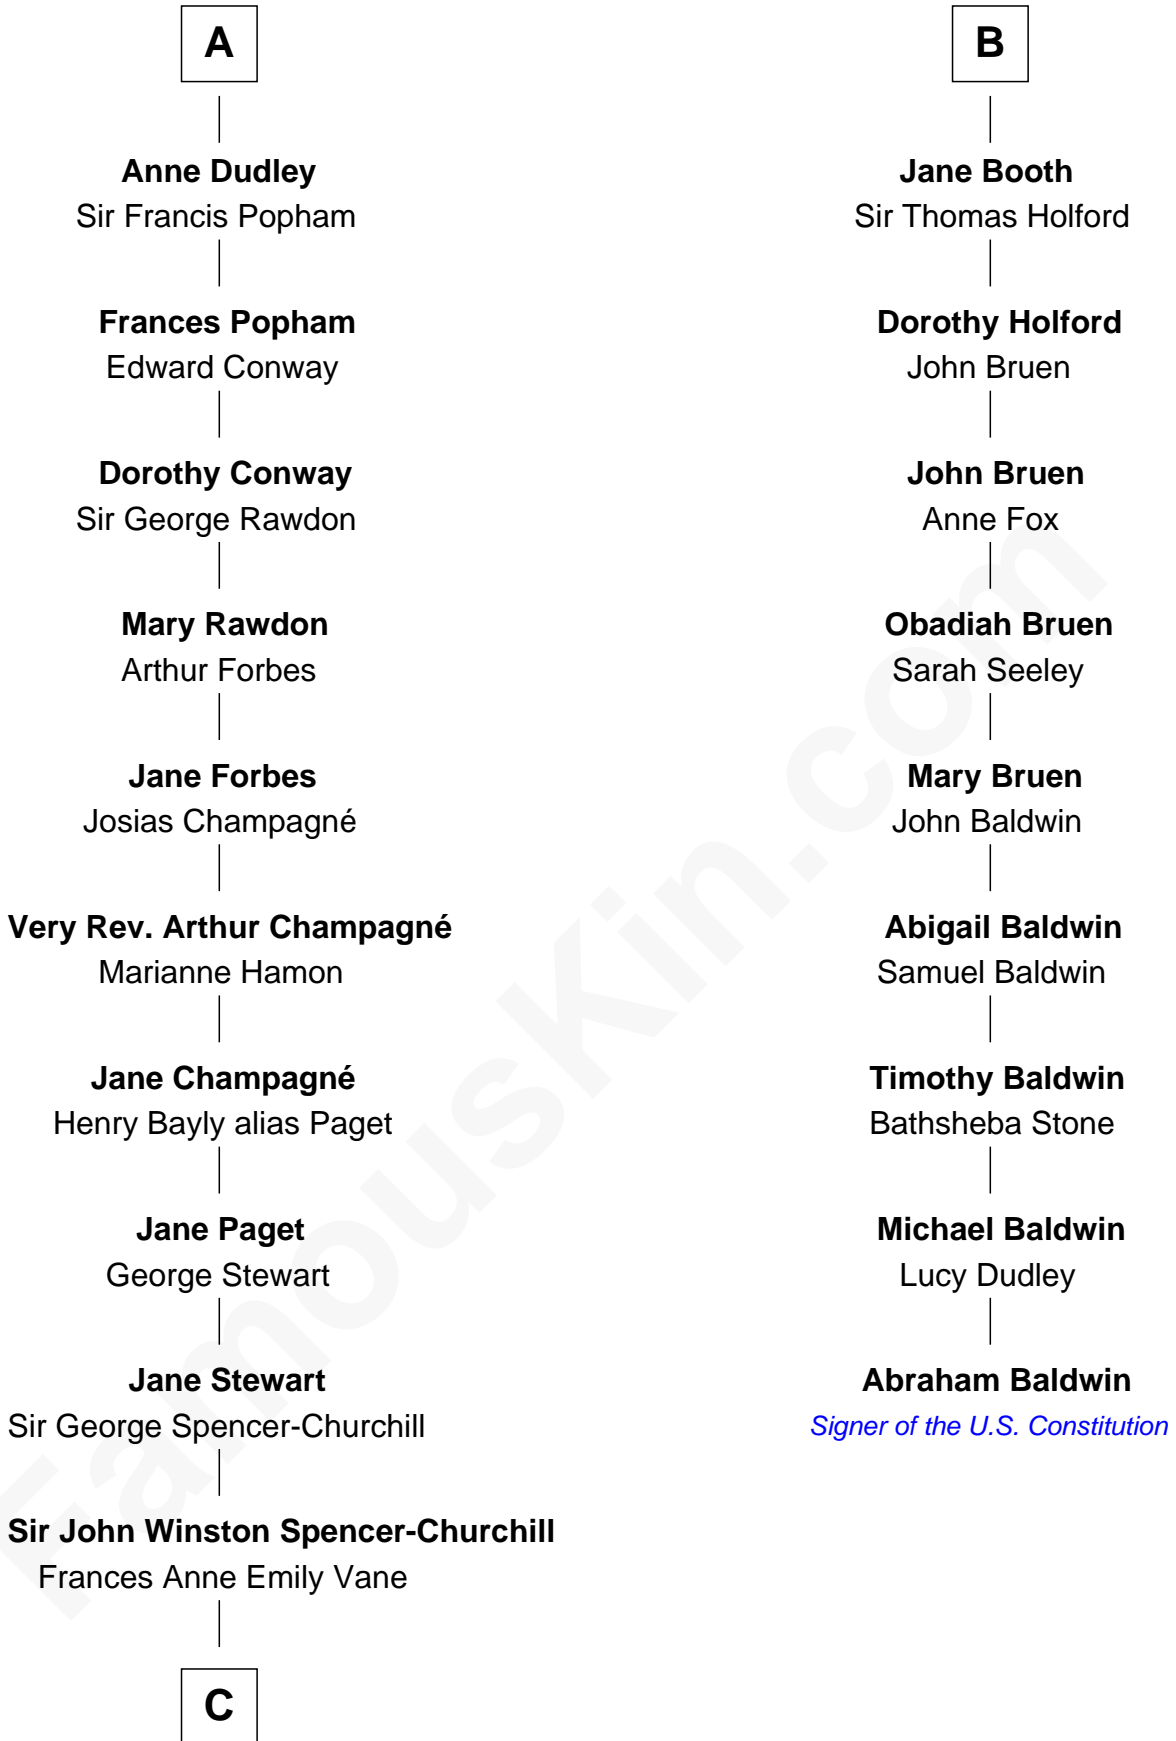 A
Anne Dudley
Sir Francis Popham
Frances Popham
Edward Conway
Dorothy Conway
Sir George Rawdon
Mary Rawdon
Arthur Forbes
Jane Forbes
Josias Champagné
Very Rev. Arthur Champagné
Marianne Hamon
Jane Champagné
Henry Bayly alias Paget
Jane Paget
George Stewart
Jane Stewart
Sir George Spencer-Churchill
Sir John Winston Spencer-Churchill
Frances Anne Emily Vane
C
B
Jane Booth
Sir Thomas Holford
Dorothy Holford
John Bruen
John Bruen
Anne Fox
Obadiah Bruen
Sarah Seeley
Mary Bruen
John Baldwin
Abigail Baldwin
Samuel Baldwin
Timothy Baldwin
Bathsheba Stone
Michael Baldwin
Lucy Dudley
Abraham Baldwin
Signer of the U.S. Constitution
FamousKin.com